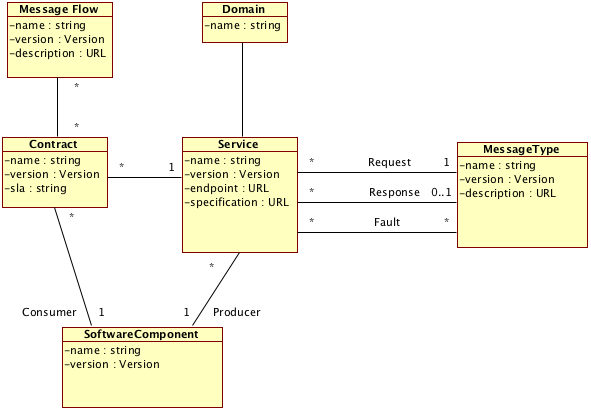 Message Flow
-name : string
-version : Version
-description : URL
Domain
-name : string
*
*
Contract
-name : string
-version : Version
-sla : string
*
1
Service
-name : string
-version : Version
-endpoint : URL
-specification : URL
* Request 1
* Response 0..1
* Fault *
MessageType
-name : string
-version : Version
-description : URL
*
*
Consumer 1
1 Producer
SoftwareComponent
-name : string
-version : Version